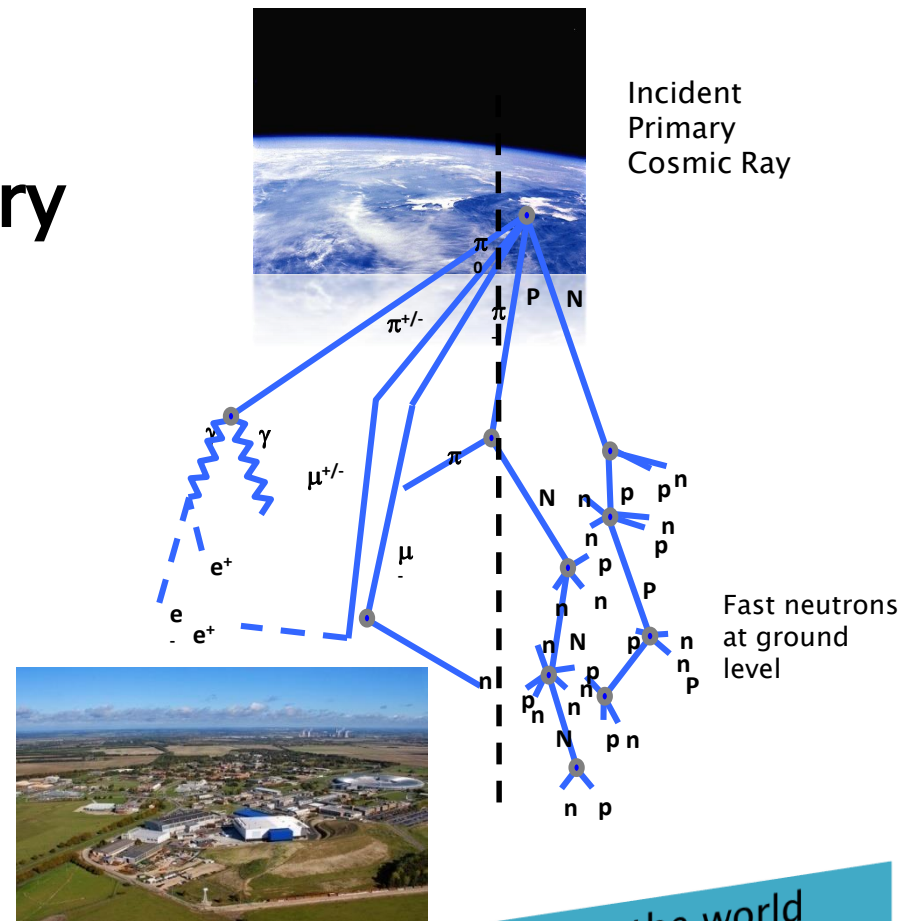 ry
Incident
Primary
Cosmic Ray
π
0
π
-
P
N
π+/-
γ
γ
π
μ+/-
N
n
p
p
n
n
n
p
e+
p
μ
-
n
n
P
e
-
e+
Fast neutrons
at ground
level
n
N
p
n
n
P
n
p
n
n
p
n
N
p n
n p
the world